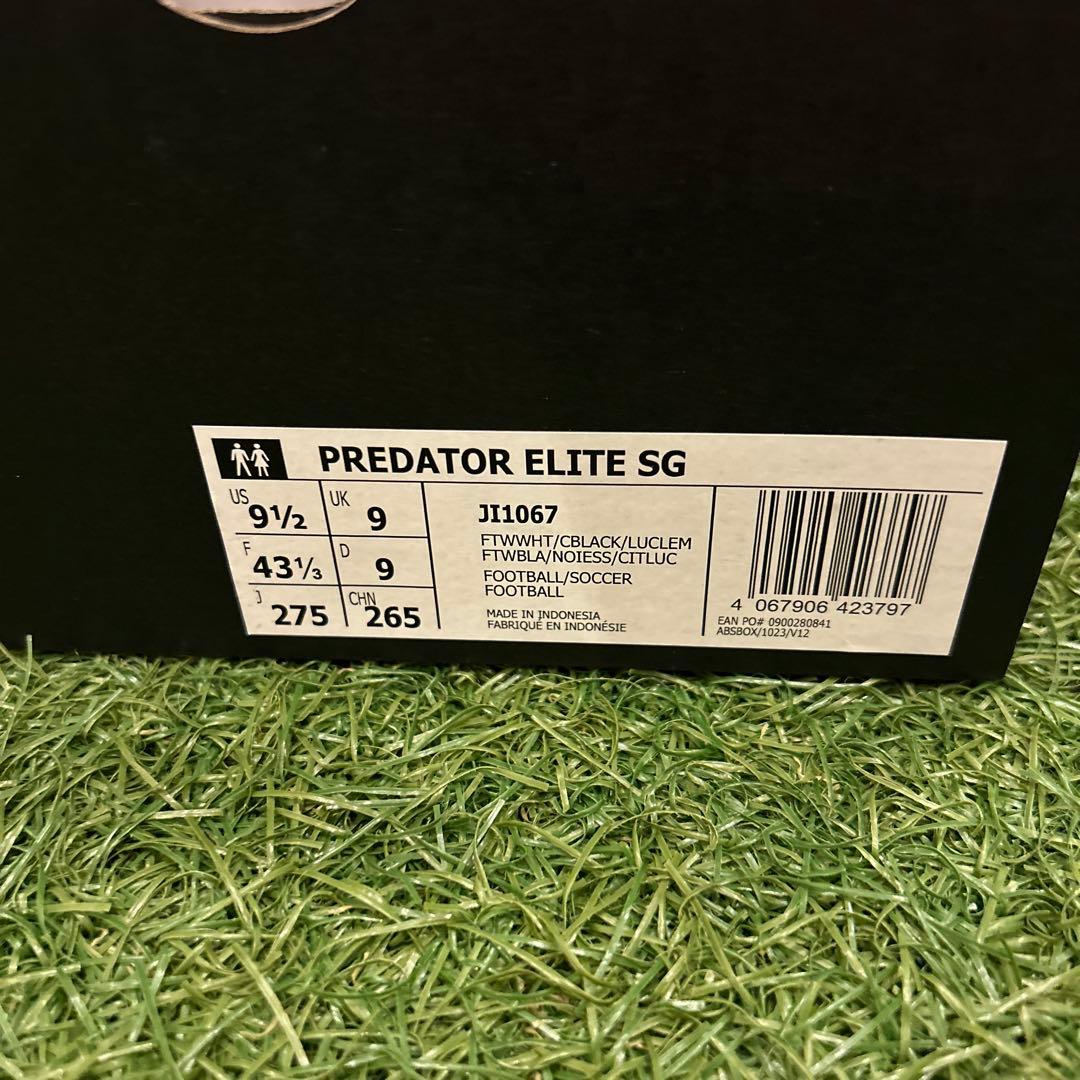 PREDATOR ELITE SG
US 9½ UK 9
F 43⅓ D 9
J 275 CHN 265
JI1067
FTWWHT/CBLACK/LUCLEM
FTWBLA/NOIESS/CITLUC
FOOTBALL/SOCCER
FOOTBALL
MADE IN INDONESIA
FABRIQUÉ EN INDONÉSIE
4 067906 423797
EAN PO# 0900280841
ABSBOX/1023/V12